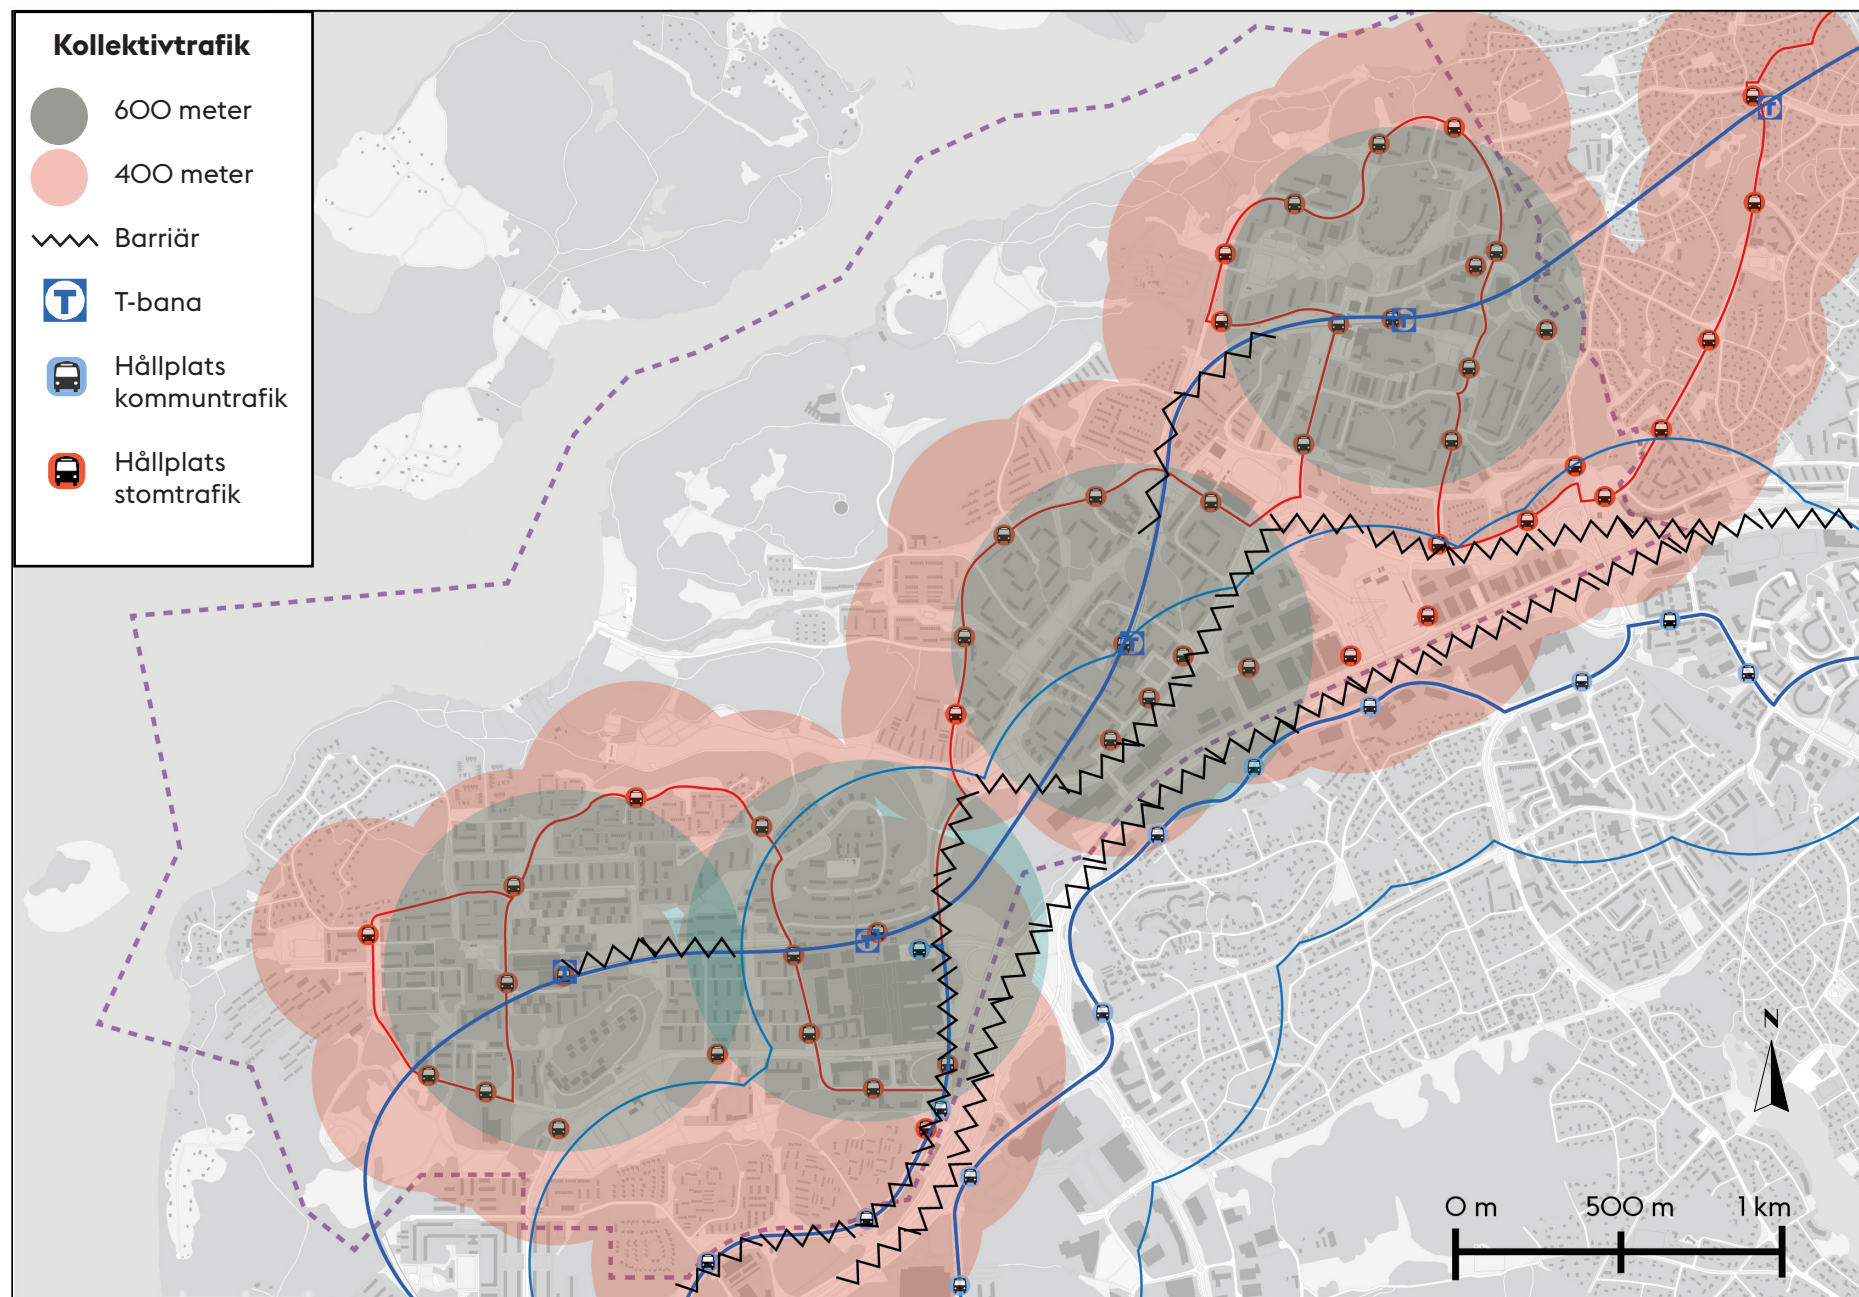 Kollektivtrafik
600 meter
400 meter
Barriär
T-bana
Hållplats
kommuntrafik
Hållplats
stomtrafik
N
0 m 500 m 1 km